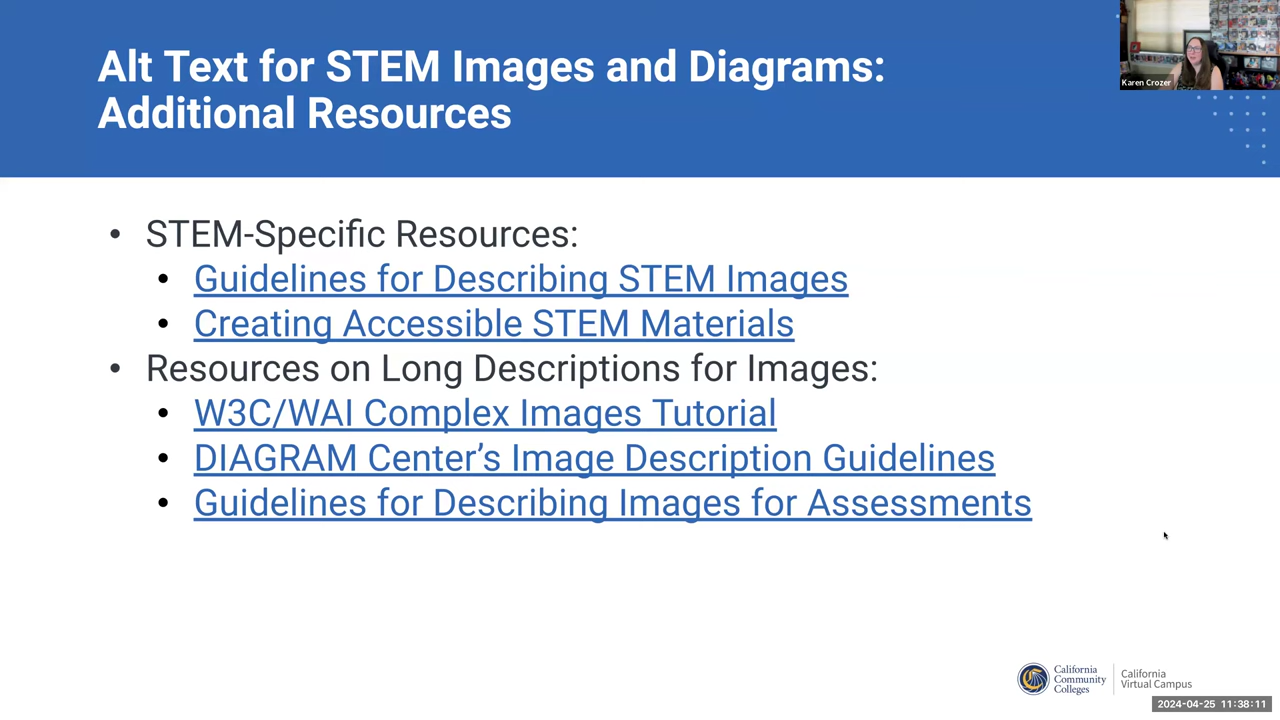 Alt Text for STEM Images and Diagrams:
Additional Resources
Karen Crozer
• STEM-Specific Resources:
• Guidelines for Describing STEM Images
• Creating Accessible STEM Materials
• Resources on Long Descriptions for Images:
• W3C/WAI Complex Images Tutorial
• DIAGRAM Center’s Image Description Guidelines
• Guidelines for Describing Images for Assessments
California
Community
Colleges
California
Virtual Campus
2024-04-25 11:38:11